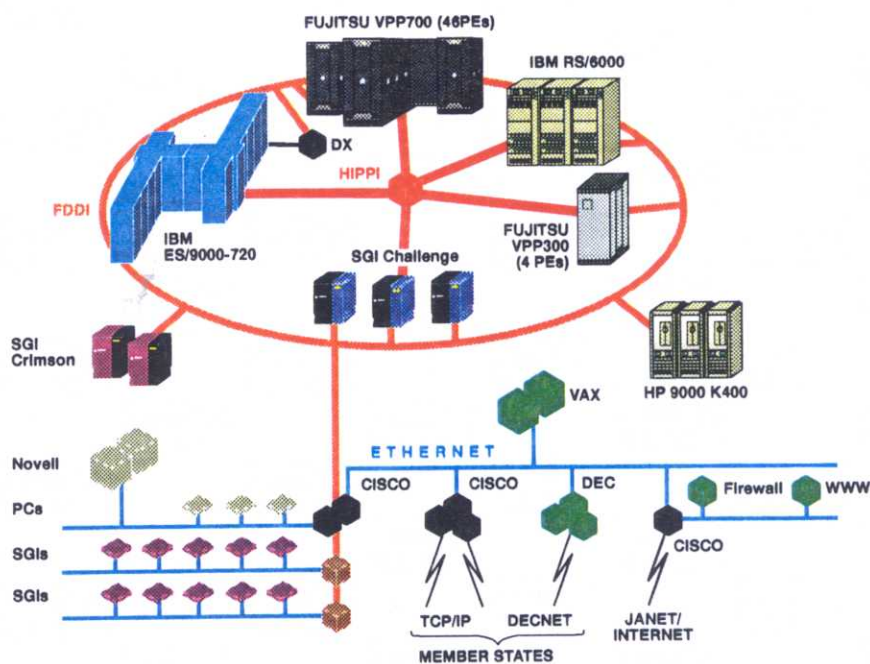 FUJITSU VPP700 (46PEs)
IBM RS/6000
DX
HIPPI
FDDI
IBM
ES/9000-720
FUJITSU
VPP300
(4 PEs)
SGI Challenge
SGI
Crimson
HP 9000 K400
VAX
Novell
ETHERNET
CISCO
CISCO
DEC
Firewall
WWW
PCs
CISCO
SGIs
SGIs
TCP/IP
DECNET
JANET/
INTERNET
MEMBER STATES